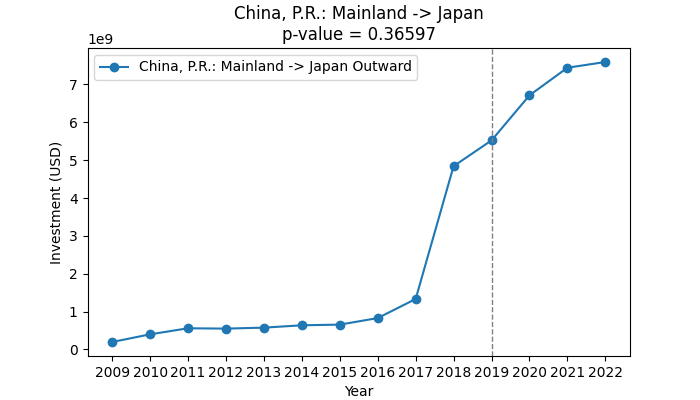 China, P.R.: Mainland -> Japan
p-value = 0.36597
1e9
China, P.R.: Mainland -> Japan Outward
7
6
5
4
3
2
1
0
Investment (USD)
2009 2010 2011 2012 2013 2014 2015 2016 2017 2018 2019 2020 2021 2022
Year